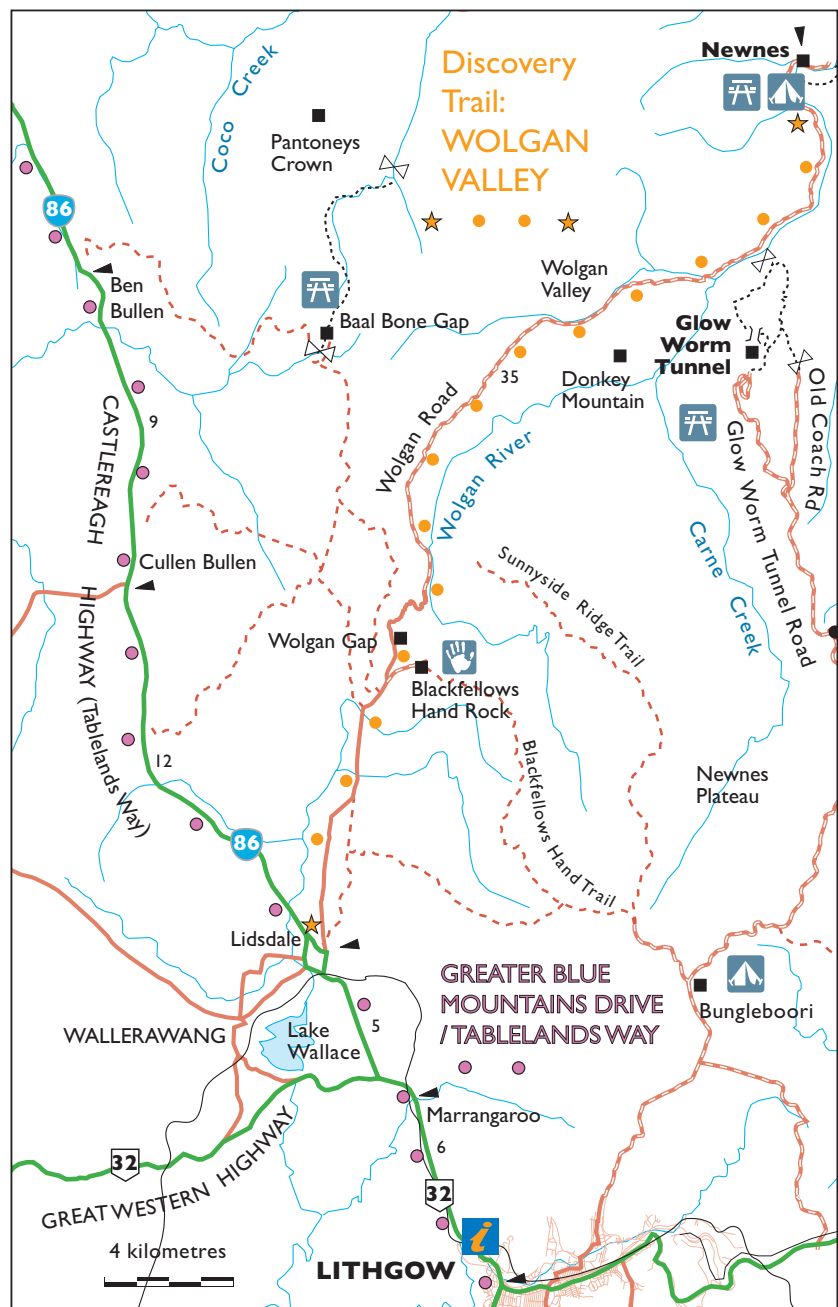 Newnes
Discovery
Trail:
WOLGAN
VALLEY
Coco Creek
Pantoneys
Crown
86
Ben
Bullen
Wolgan
Valley
Baal Bone Gap
Glow
Worm
Tunnel
35
Donkey
Mountain
Wolgan Road
Old Coach Rd
CASTLEREAGH
9
Wolgan River
Glow Worm Tunnel Road
Carne Creek
Cullen Bullen
Sunnyside Ridge Trail
HIGHWAY (Tablelands Way)
Wolgan Gap
Blackfellows
Hand Rock
12
Blackfellows Hand Trail
Newnes
Plateau
86
Lidsdale
GREATER BLUE
MOUNTAINS DRIVE
/ TABLELANDS WAY
Bungleboori
5
WALLERAWANG
Lake
Wallace
Marrangaroo
6
32
GREAT WESTERN HIGHWAY
32
4 kilometres
i
LITHGOW